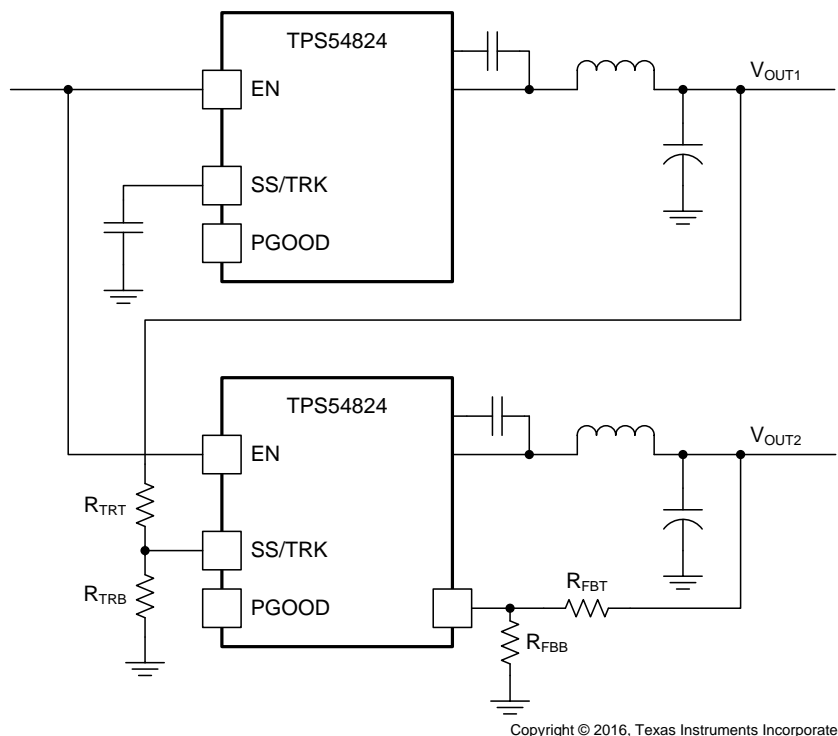 TPS54824
EN
SS/TRK
PGOOD
VOUT1
TPS54824
EN
SS/TRK
PGOOD
VOUT2
RTRT
RTRB
RFBT
RFBB
Copyright © 2016, Texas Instruments Incorporate